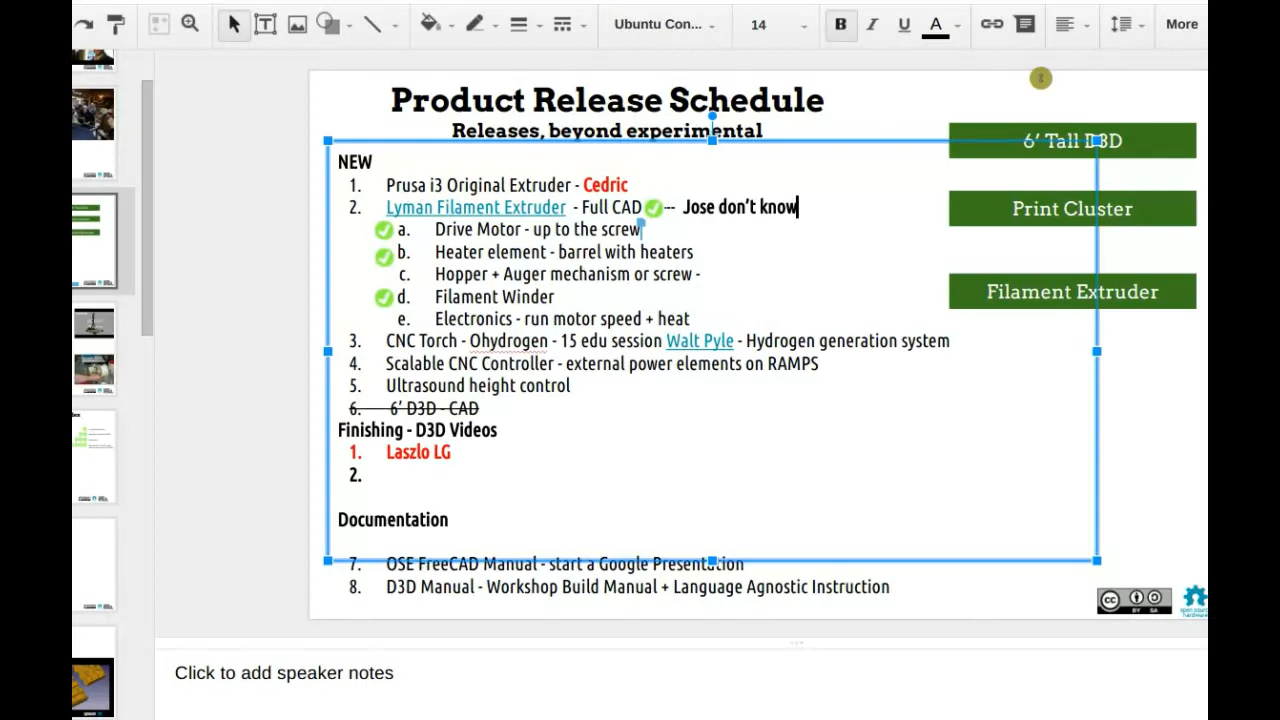 Ubuntu Con...
14
B
I
U
A
More
Product Release Schedule
Releases, beyond experimental
6’ Tall D3D
NEW
1. Prusa i3 Original Extruder - Cedric
2. Lyman Filament Extruder - Full CAD -- Jose don’t know
Print Cluster
a. Drive Motor - up to the screw
b. Heater element - barrel with heaters
c. Hopper + Auger mechanism or screw -
Filament Extruder
d. Filament Winder
e. Electronics - run motor speed + heat
3. CNC Torch - Ohydrogen - 15 edu session Walt Pyle - Hydrogen generation system
4. Scalable CNC Controller - external power elements on RAMPS
5. Ultrasound height control
6. 6’ D3D - CAD
Finishing - D3D Videos
1. Laszlo LG
2.
Documentation
7. OSE FreeCAD Manual - start a Google Presentation
8. D3D Manual - Workshop Build Manual + Language Agnostic Instruction
cc
BY SA
open source
hardware
Click to add speaker notes